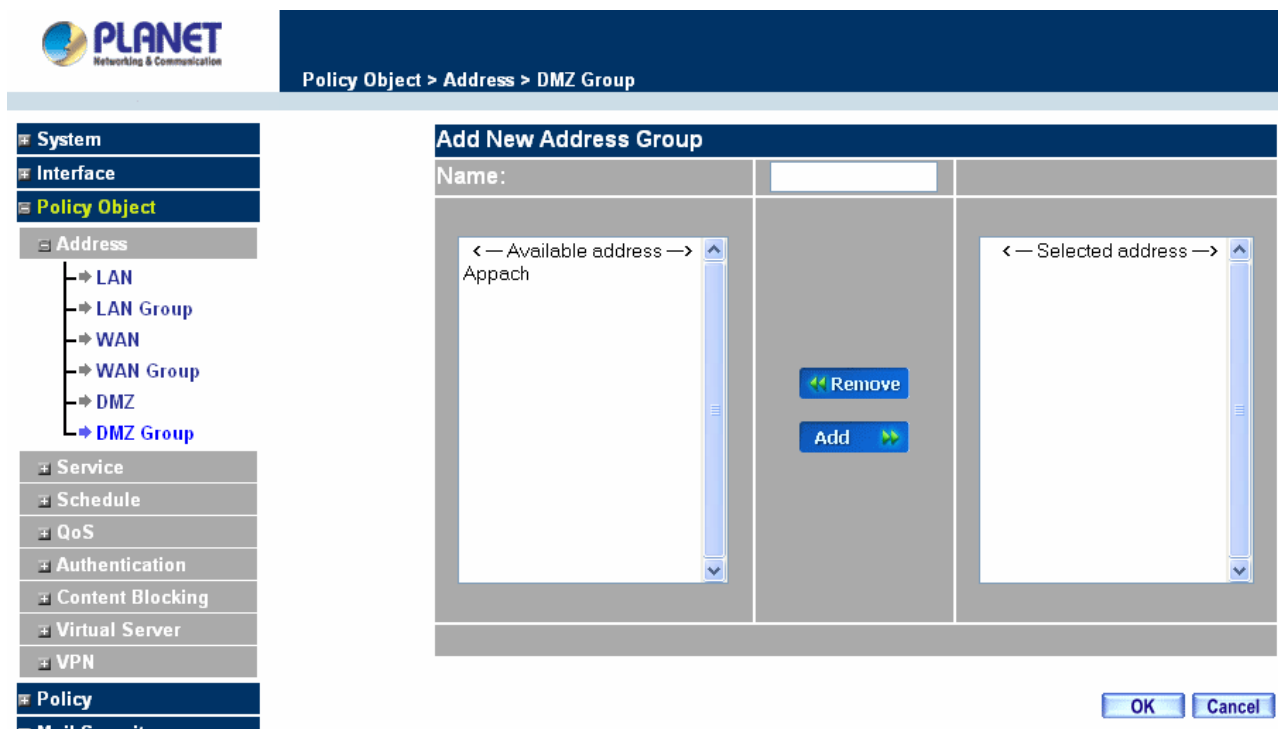 PLANET
Networking & Communication
Policy Object > Address > DMZ Group
System
Interface
Policy Object
Address
LAN
LAN Group
WAN
WAN Group
DMZ
DMZ Group
Service
Schedule
QoS
Authentication
Content Blocking
Virtual Server
VPN
Policy
Add New Address Group
Name:
<— Available address —>
Appach
<— Selected address —>
Remove
Add
OK
Cancel